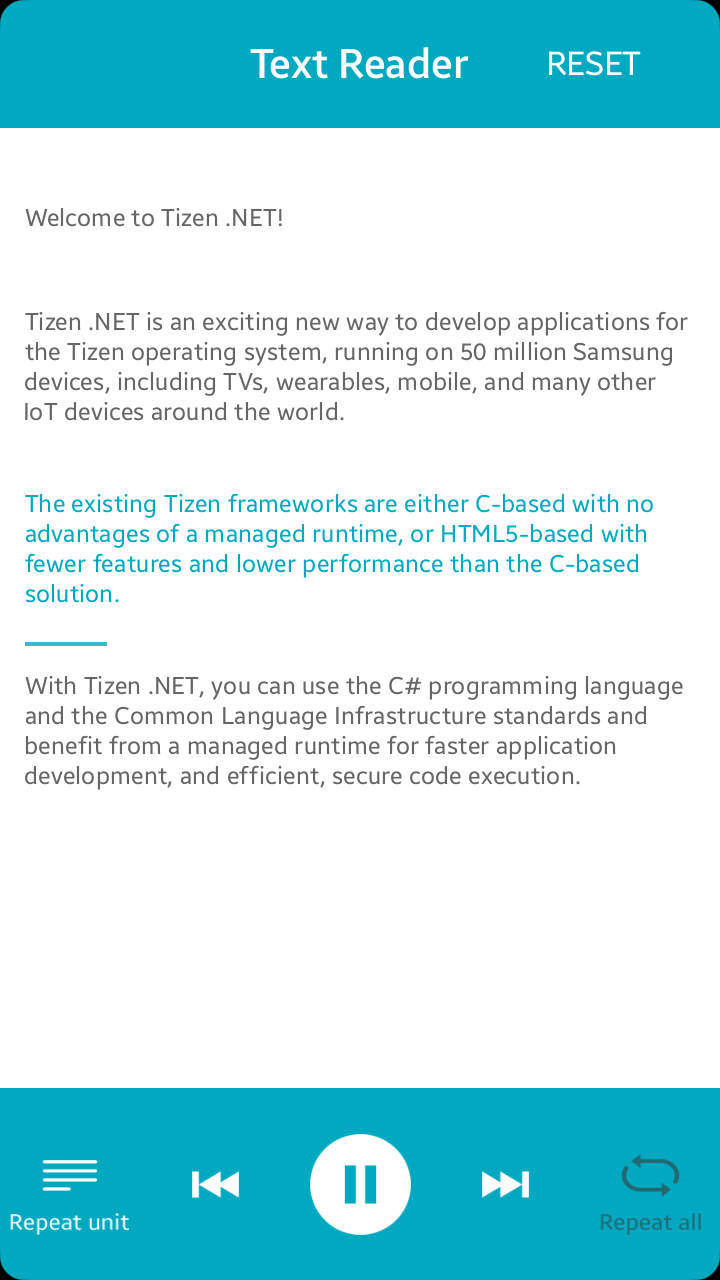 Text Reader RESET
Welcome to Tizen .NET!
Tizen .NET is an exciting new way to develop applications for
the Tizen operating system, running on 50 million Samsung
devices, including TVs, wearables, mobile, and many other
IoT devices around the world.
The existing Tizen frameworks are either C-based with no
advantages of a managed runtime, or HTML5-based with
fewer features and lower performance than the C-based
solution.
With Tizen .NET, you can use the C# programming language
and the Common Language Infrastructure standards and
benefit from a managed runtime for faster application
development, and efficient, secure code execution.
Repeat unit Repeat all